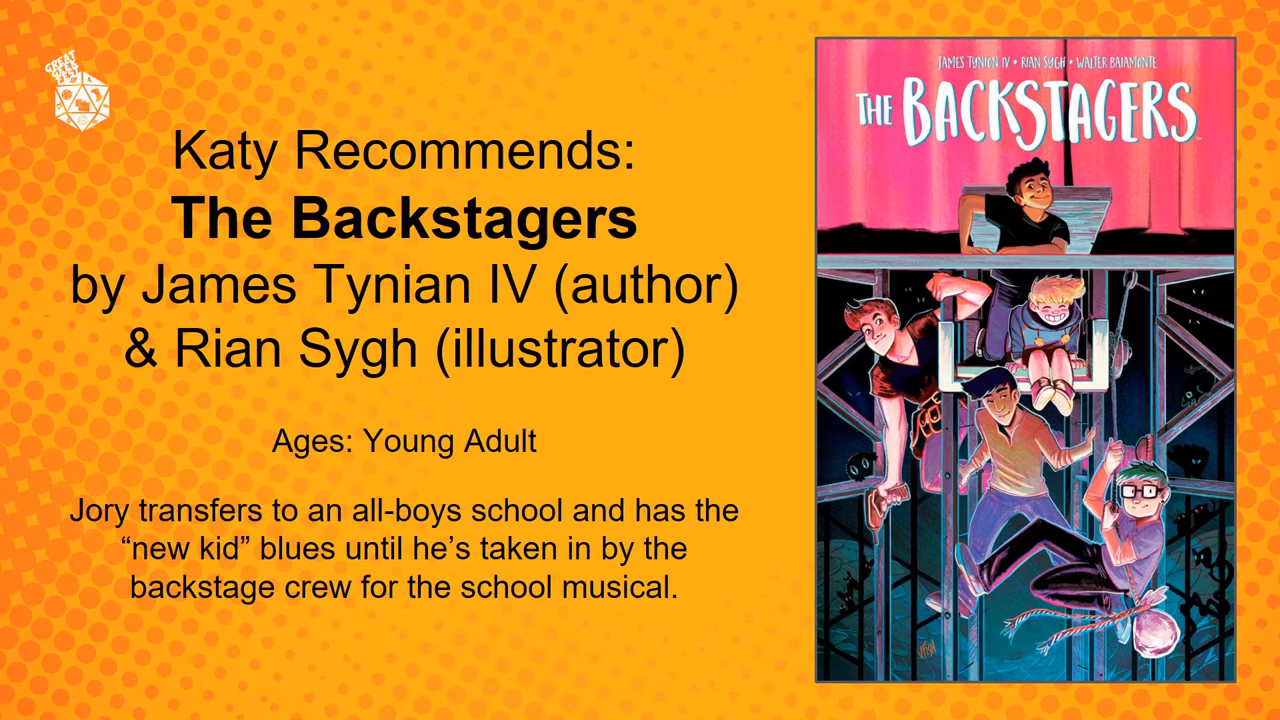 GREAT
GEEK
Katy Recommends:
The Backstagers
by James Tynian IV (author)
& Rian Sygh (illustrator)
Ages: Young Adult
Jory transfers to an all-boys school and has the
“new kid” blues until he’s taken in by the
backstage crew for the school musical.
JAMES TYNION IV • RIAN SYGH • WALTER BAIAMONTE
THE BACKSTAGERS